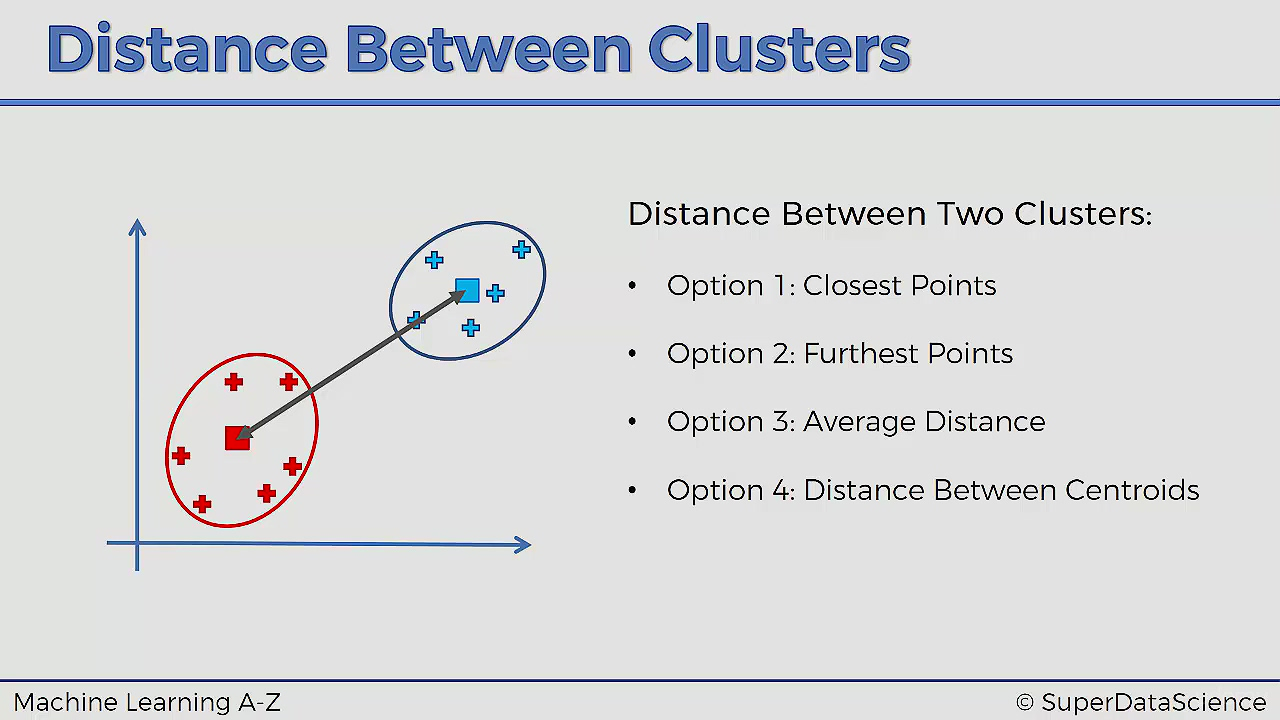 Distance Between Clusters
Distance Between Two Clusters:
• Option 1: Closest Points
• Option 2: Furthest Points
• Option 3: Average Distance
• Option 4: Distance Between Centroids
Machine Learning A-Z
© SuperDataScience